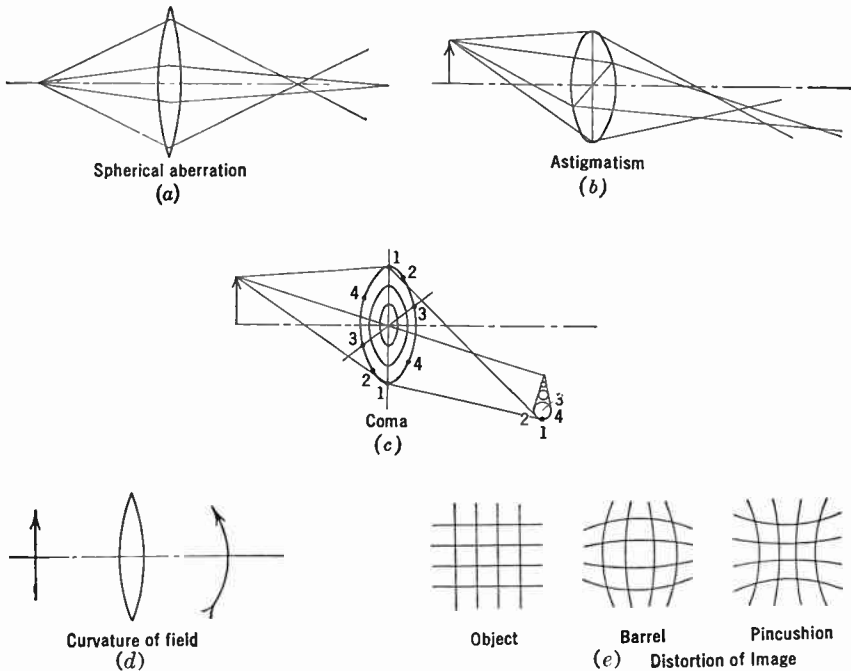 Spherical aberration
(a)
Astigmatism
(b)
1
2
4
3
3
4
2
1
3
2 4
1
Coma
(c)
Curvature of field
(d)
Object Barrel Pincushion
(e) Distortion of Image